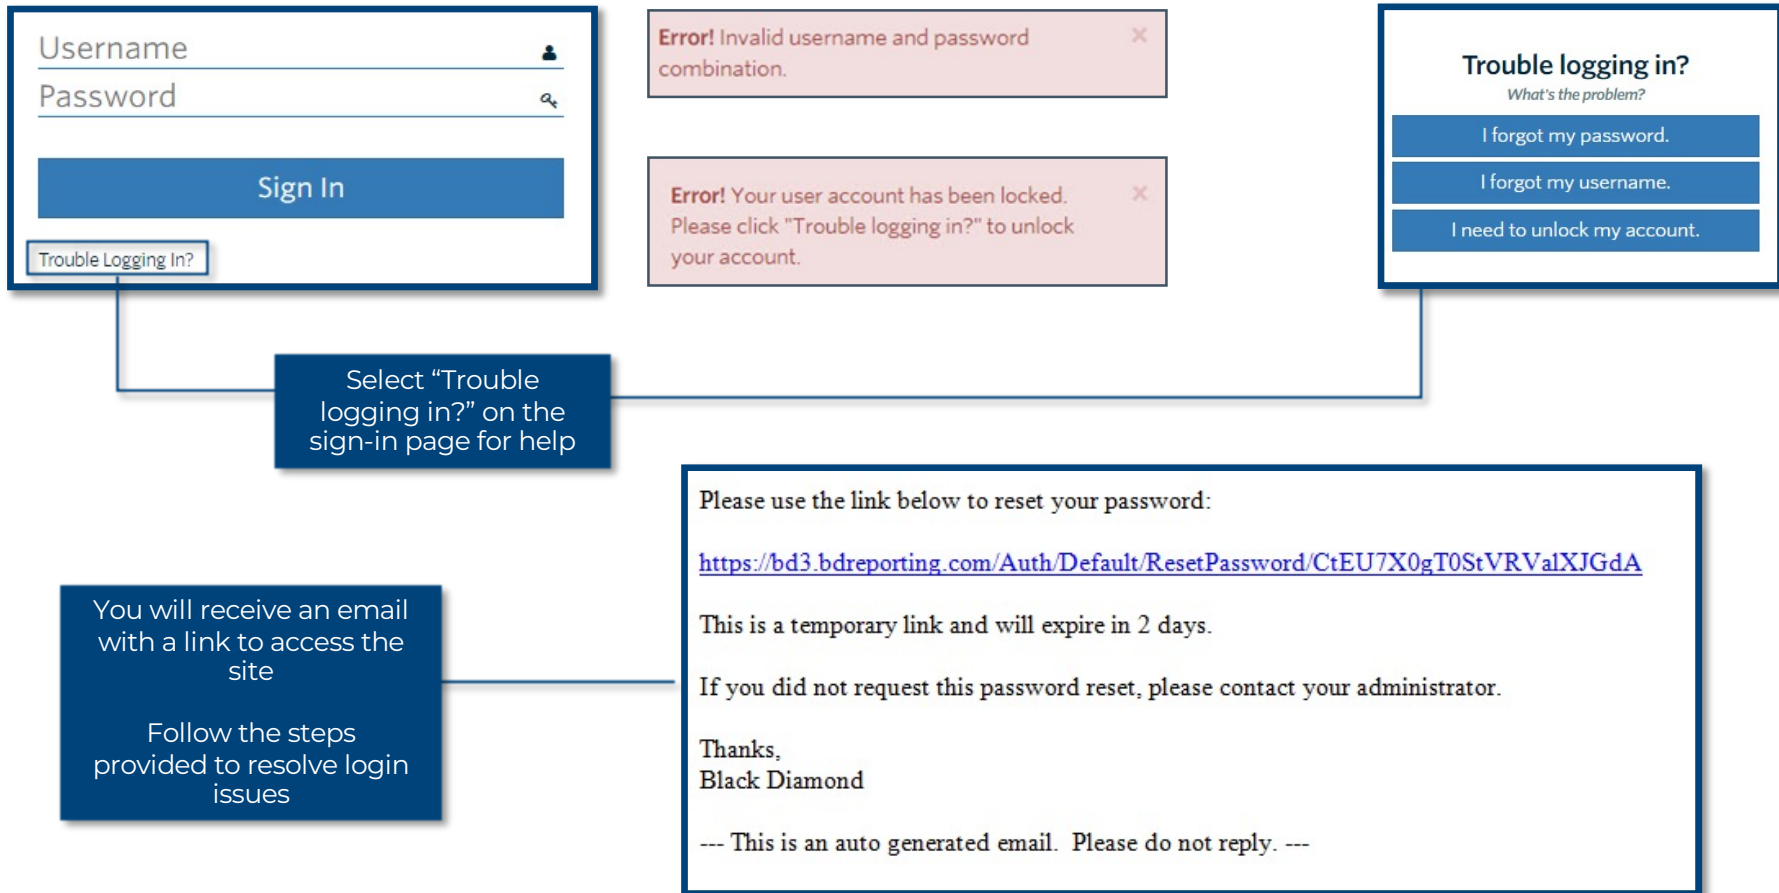 Username
Password
Sign In
Trouble Logging In?
Error! Invalid username and password
combination.
Error! Your user account has been locked.
Please click "Trouble logging in?" to unlock
your account.
Trouble logging in?
What's the problem?
I forgot my password.
I forgot my username.
I need to unlock my account.
Select “Trouble
logging in?” on the
sign-in page for help
You will receive an email
with a link to access the
site
Follow the steps
provided to resolve login
issues
Please use the link below to reset your password:
https://bd3.bdreporting.com/Auth/Default/ResetPassword/CtEU7X0gT0StVRValXJGdA
This is a temporary link and will expire in 2 days.
If you did not request this password reset, please contact your administrator.
Thanks,
Black Diamond
--- This is an auto generated email.  Please do not reply. ---